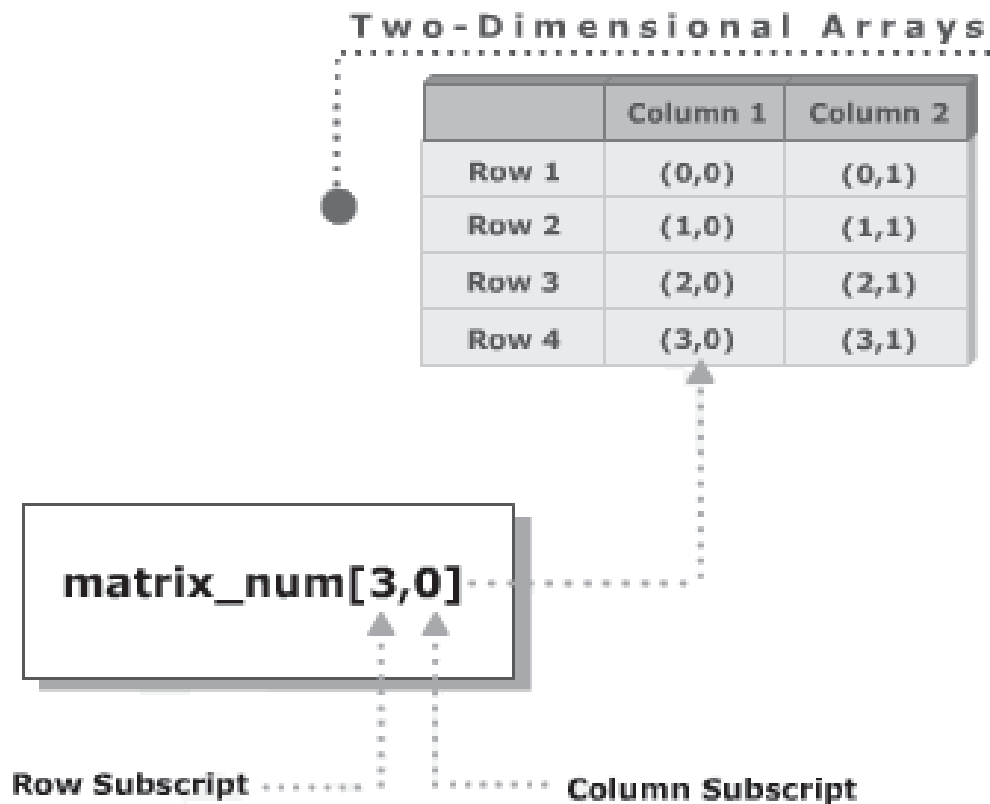 Two-Dimensional Arrays
Column 1 Column 2
Row 1 (0,0) (0,1)
Row 2 (1,0) (1,1)
Row 3 (2,0) (2,1)
Row 4 (3,0) (3,1)
matrix_num[3,0]
Row Subscript Column Subscript